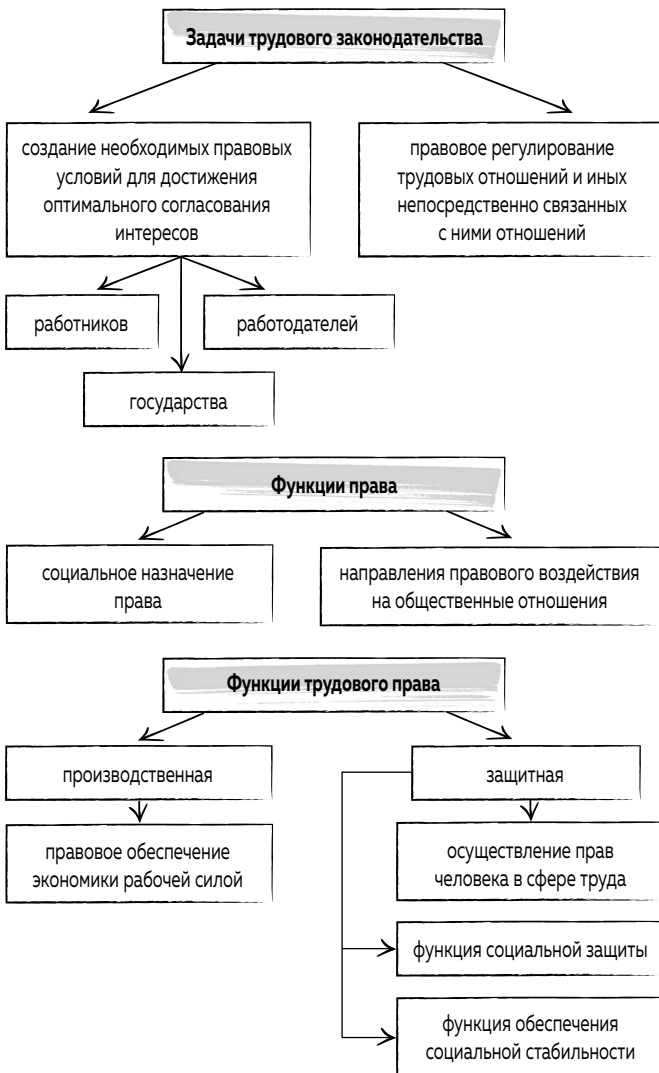 Задачи трудового законодательства
создание необходимых правовых
условий для достижения
оптимального согласования
интересов
правовое регулирование
трудовых отношений и иных
непосредственно связанных
с ними отношений
работников
работодателей
государства
Функции права
социальное назначение
права
направления правового воздействия
на общественные отношения
Функции трудового права
производственная
защитная
правовое обеспечение
экономики рабочей силой
осуществление прав
человека в сфере труда
функция социальной защиты
функция обеспечения
социальной стабильности